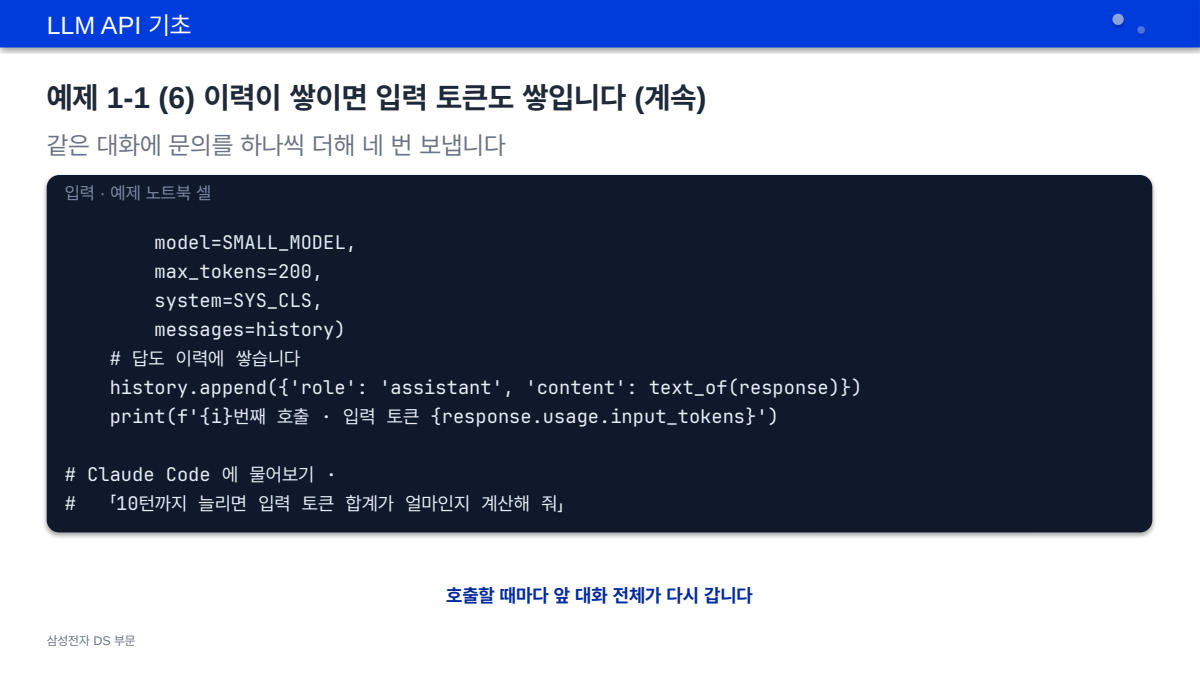 LLM API 기초
예제 1-1 (6) 이력이 쌓이면 입력 토큰도 쌓입니다 (계속)
같은 대화에 문의를 하나씩 더해 네 번 보냅니다
입력 · 예제 노트북 셀
model=SMALL_MODEL,
max_tokens=200,
system=SYS_CLS,
messages=history)
# 답도 이력에 쌓습니다
history.append({'role': 'assistant', 'content': text_of(response)})
print(f'{i}번째 호출 · 입력 토큰 {response.usage.input_tokens}')
# Claude Code 에 물어보기 ·
# 「10턴까지 늘리면 입력 토큰 합계가 얼마인지 계산해 줘」
호출할 때마다 앞 대화 전체가 다시 갑니다
삼성전자 DS 부문